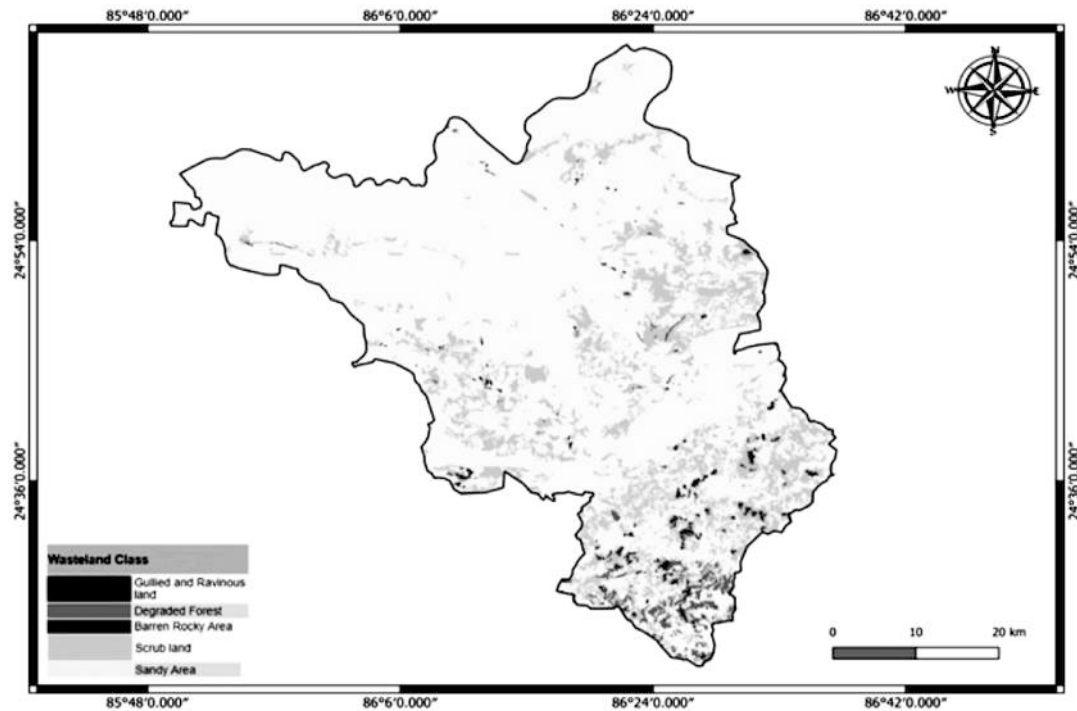 85°48'0.000" 86°6'0.000" 86°24'0.000" 86°42'0.000"
N
W E
S
24°54'0.000" 24°54'0.000"
24°36'0.000" 24°36'0.000"
Wasteland Class
Gullied and Ravinous
land
Degraded Forest
Barren Rocky Area
Scrub land
Sandy Area
0 10 20 km
85°48'0.000" 86°6'0.000" 86°24'0.000" 86°42'0.000"